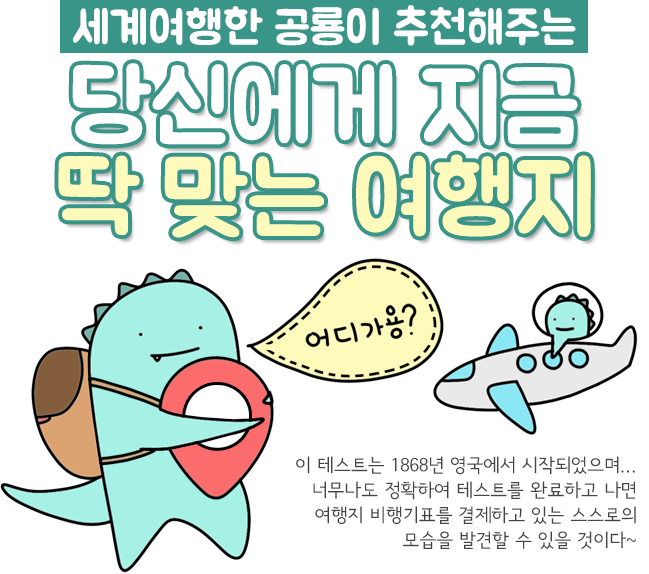 세계여행한 공룡이 추천해주는
당신에게 지금
딱 맞는 여행지
어디가용?
이 테스트는 1868년 영국에서 시작되었으며...
너무나도 정확하여 테스트를 완료하고 나면
여행지 비행기표를 결제하고 있는 스스로의
모습을 발견할 수 있을 것이다~